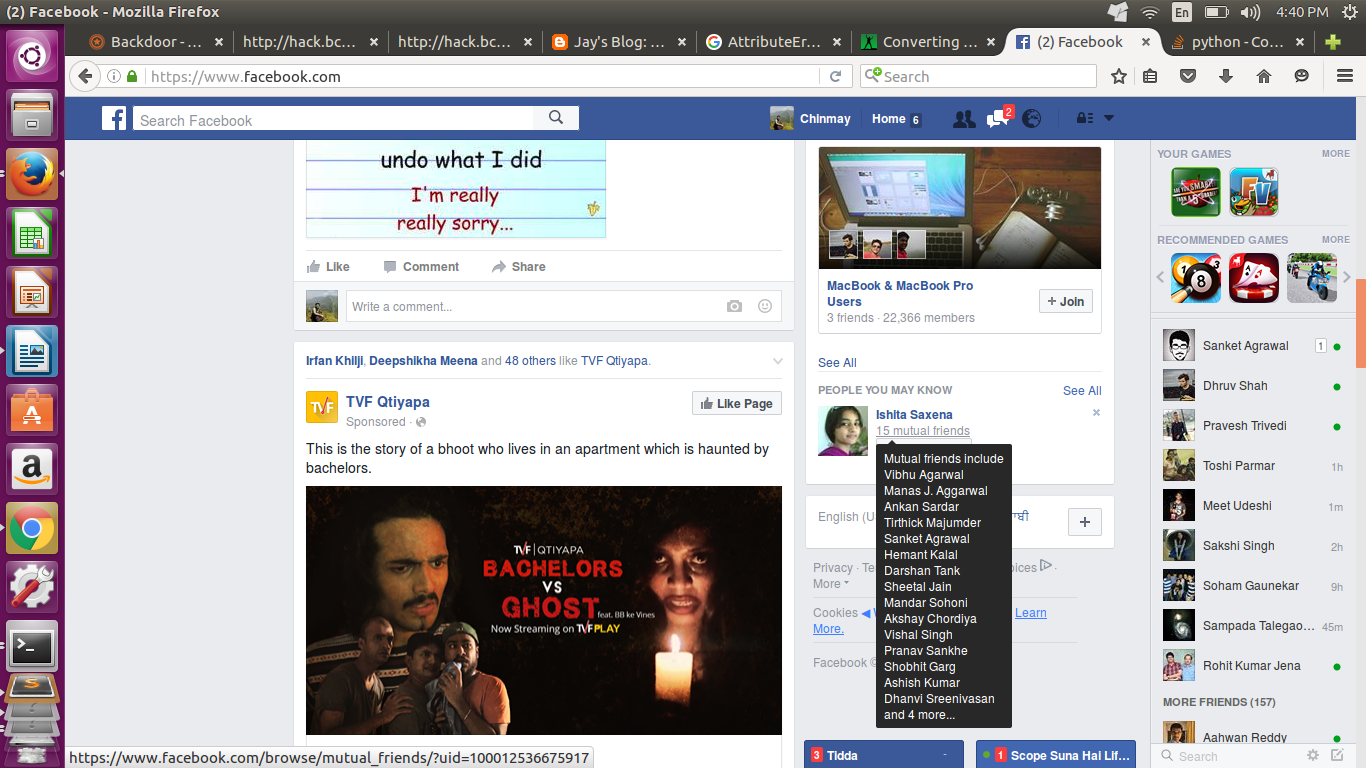 (2) Facebook - Mozilla Firefox
En
4:40 PM
Backdoor - ...
http://hack.bc...
http://hack.bc...
Jay's Blog: ...
AttributeEr...
Converting ...
(2) Facebook
python - Co...
https://www.facebook.com
Search
Search Facebook
Chinmay
Home 6
2
undo what I did
I'm really
really sorry...
Like
Comment
Share
Write a comment...
Irfan Khilji, Deepshikha Meena and 48 others like TVF Qtiyapa.
TVF
TVF Qtiyapa
Sponsored ·
Like Page
This is the story of a bhoot who lives in an apartment which is haunted by
bachelors.
TVF|QTIYAPA
BACHELORS
VS
GHOST feat. BB ke Vines
Now Streaming on TVFPLAY
MacBook & MacBook Pro
Users
3 friends · 22,366 members
+ Join
See All
PEOPLE YOU MAY KNOW
See All
Ishita Saxena
15 mutual friends
Mutual friends include
Vibhu Agarwal
Manas J. Aggarwal
Ankan Sardar
Tirthick Majumder
Sanket Agrawal
Hemant Kalal
Darshan Tank
Sheetal Jain
Mandar Sohoni
Akshay Chordiya
Vishal Singh
Pranav Sankhe
Shobhit Garg
Ashish Kumar
Dhanvi Sreenivasan
and 4 more...
English (U
Privacy · Te
More
Cookies
Learn
More.
Facebook ©
YOUR GAMES
MORE
RECOMMENDED GAMES
MORE
8
Sanket Agrawal
1
Dhruv Shah
Pravesh Trivedi
Toshi Parmar
1h
Meet Udeshi
1m
Sakshi Singh
2h
Soham Gaunekar
9h
Sampada Talegao...
45m
Rohit Kumar Jena
MORE FRIENDS (157)
Aahwan Reddy
Search
3 Tidda
1 Scope Suna Hai Lif...
https://www.facebook.com/browse/mutual_friends/?uid=100012536675917